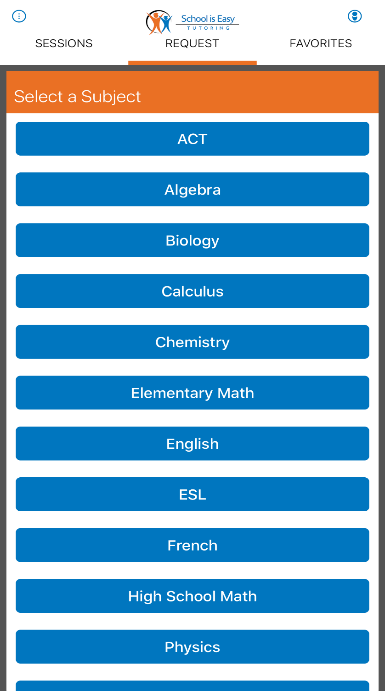 School is Easy
TUTORING
SESSIONS
REQUEST
FAVORITES
Select a Subject
ACT
Algebra
Biology
Calculus
Chemistry
Elementary Math
English
ESL
French
High School Math
Physics